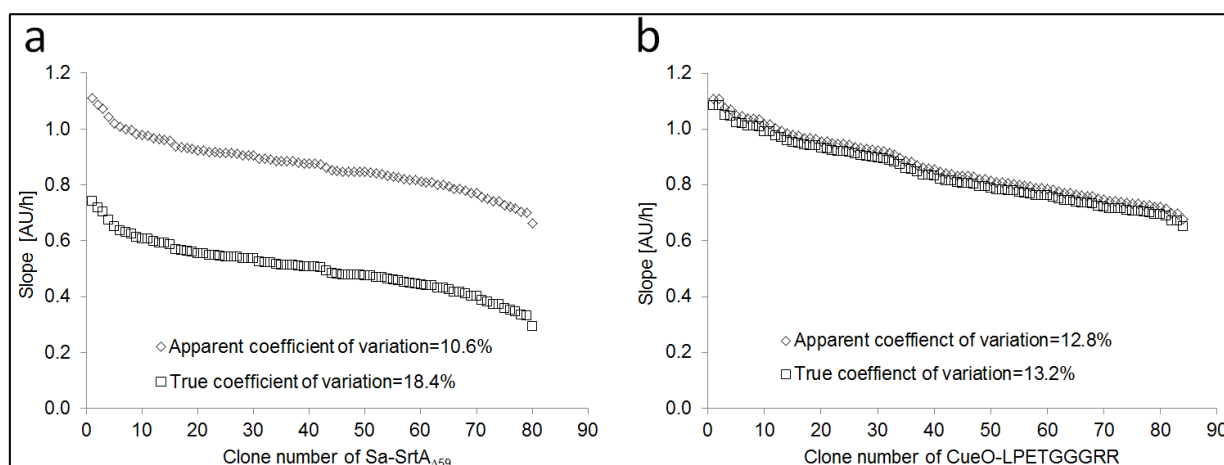 a
1.2
1.0
0.8
0.6
0.4
0.2
0.0
Slope [AU/h]
Apparent coefficient of variation=10.6%
True coefficient of variation=18.4%
0 10 20 30 40 50 60 70 80 90
Clone number of Sa-SrtAΔ59
b
1.2
1.0
0.8
0.6
0.4
0.2
0.0
Slope [AU/h]
Apparent coeffienct of variation=12.8%
True coeffienct of variation=13.2%
0 10 20 30 40 50 60 70 80 90
Clone number of CueO-LPETGGGRR